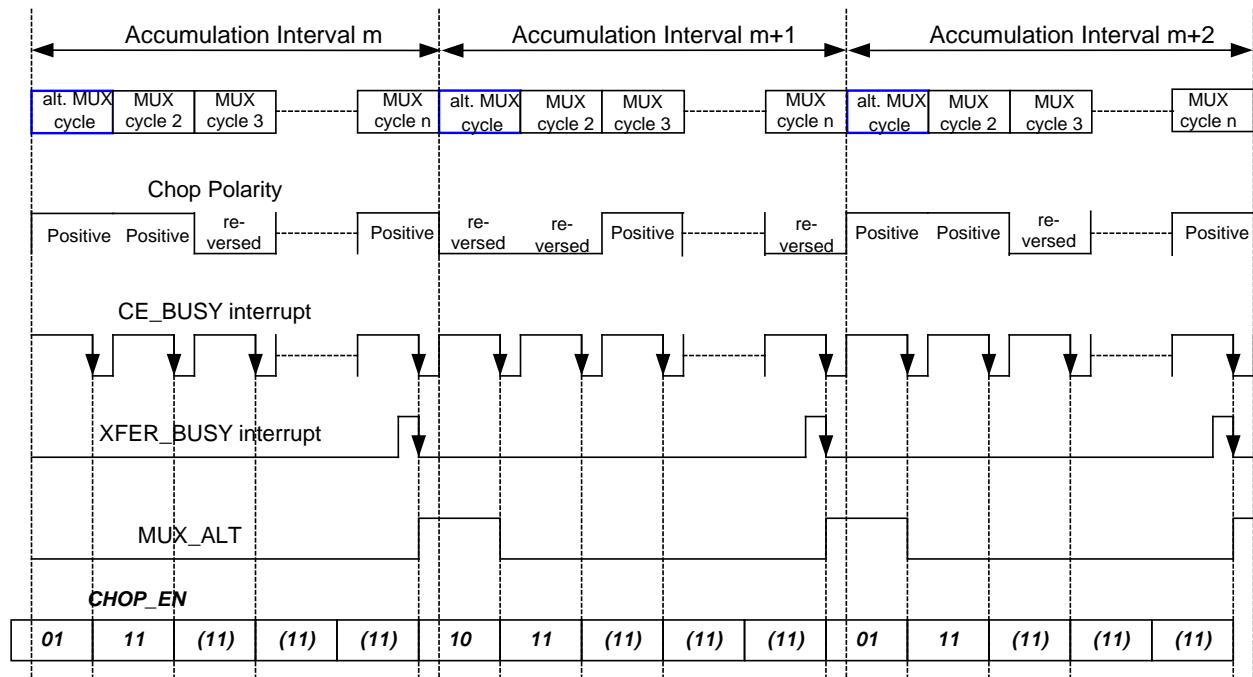 Accumulation Interval m Accumulation Interval m+1 Accumulation Interval m+2
alt. MUX MUX MUX MUX alt. MUX MUX MUX MUX alt. MUX MUX MUX MUX
cycle cycle 2 cycle 3 cycle n cycle cycle 2 cycle 3 cycle n cycle cycle 2 cycle 3 cycle n
Chop Polarity
Positive Positive re- Positive re- re- Positive re- Positive Positive re- Positive
versed versed versed versed versed
CE_BUSY interrupt
XFER_BUSY interrupt
MUX_ALT
CHOP_EN
01 11 (11) (11) (11) 10 11 (11) (11) (11) 01 11 (11) (11) (11)